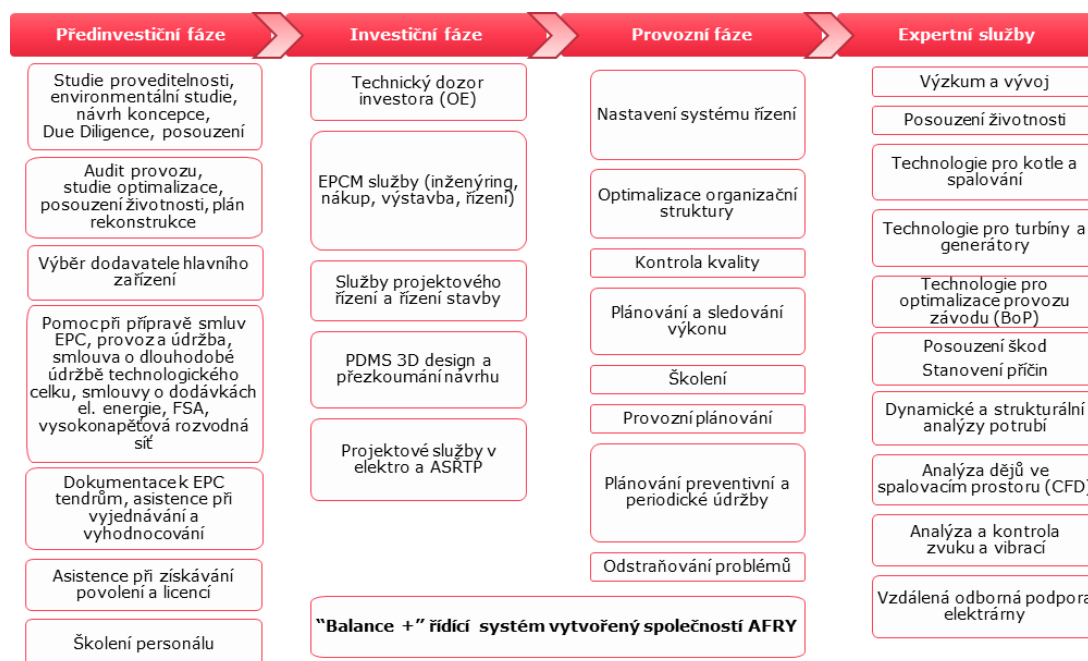 Předinvestiční fáze
Studie proveditelnosti,
environmentální studie,
návrh koncepce,
Due Diligence, posouzení
Audit provozu,
studie optimalizace,
posouzení životnosti, plán
rekonstrukce
Výběr dodavatele hlavního
zařízení
Pomoc při přípravě smluv
EPC, provoz a údržba,
smlouva o dlouhodobé
údržbě technologického
celku, smlouvy o dodávkách
el. energie, FSA,
vysokonapěťová rozvodná
síť
Dokumentace k EPC
tendrům, asistence při
vyjednávání a
vyhodnocování
Asistence při získávání
povolení a licencí
Školení personálu
Investiční fáze
Technický dozor
investora (OE)
EPCM služby (inženýring,
nákup, výstavba, řízení)
Služby projektového
řízení a řízení stavby
PDMS 3D design a
přezkoumání návrhu
Projektové služby v
elektro a ASŘTP
Provozní fáze
Nastavení systému řízení
Optimalizace organizační
struktury
Kontrola kvality
Plánování a sledování
výkonu
Školení
Provozní plánování
Plánování preventivní a
periodické údržby
Odstraňování problémů
“Balance +” řídící systém vytvořený společností AFRY
Expertní služby
Výzkum a vývoj
Posouzení životnosti
Technologie pro kotle a
spalování
Technologie pro turbíny a
generátory
Technologie pro
optimalizace provozu
závodu (BoP)
Posouzení škod
Stanovení příčin
Dynamické a strukturální
analýzy potrubí
Analýza dějů ve
spalovacím prostoru (CFD)
Analýza a kontrola
zvuku a vibrací
Vzdálená odborná podpora
elektrárny